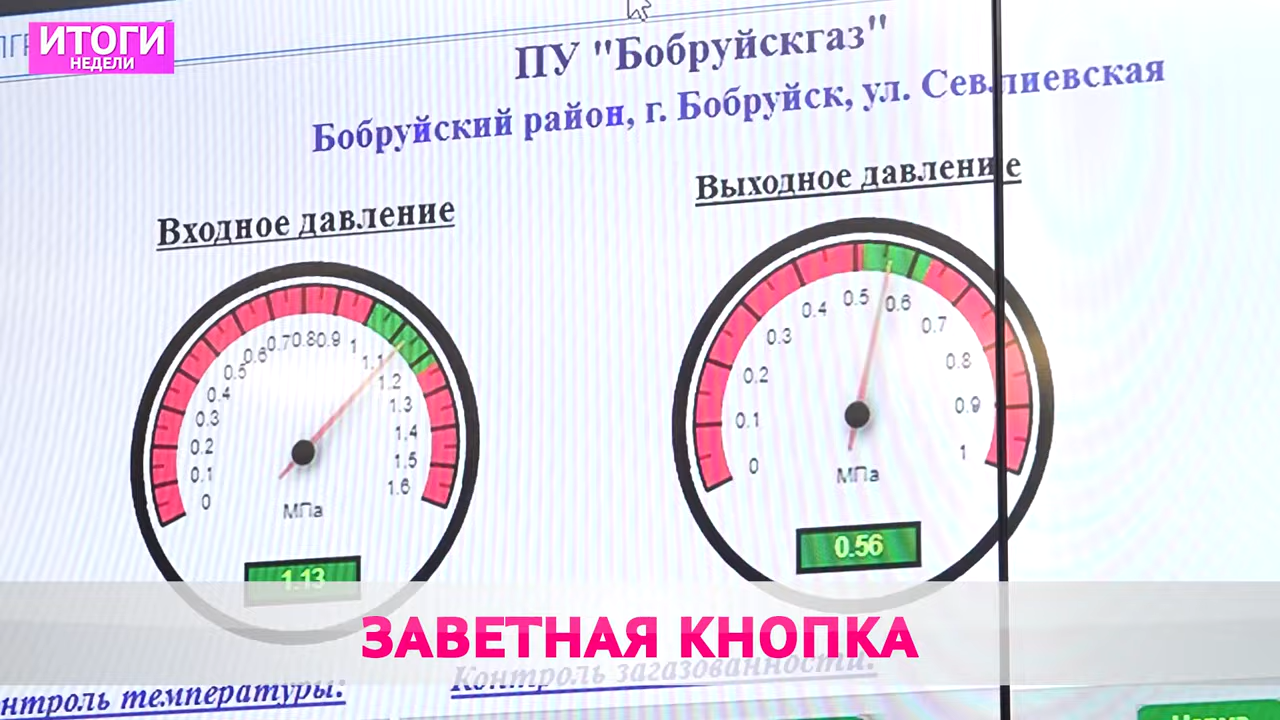 ИТОГИ
НЕДЕЛИ
ПУ "Бобруйскгаз"
Бобруйский район, г. Бобруйск, ул. Севлиевская
Входное давление
Выходное давление
0 0.1 0.2 0.3 0.4 0.5 0.6 0.7 0.8 0.9 1 1.1 1.2 1.3 1.4 1.5 1.6
МПа
1.13
0 0.1 0.2 0.3 0.4 0.5 0.6 0.7 0.8 0.9 1
МПа
0.56
ЗАВЕТНАЯ КНОПКА
нтроль температуры:
Контроль загазованности: